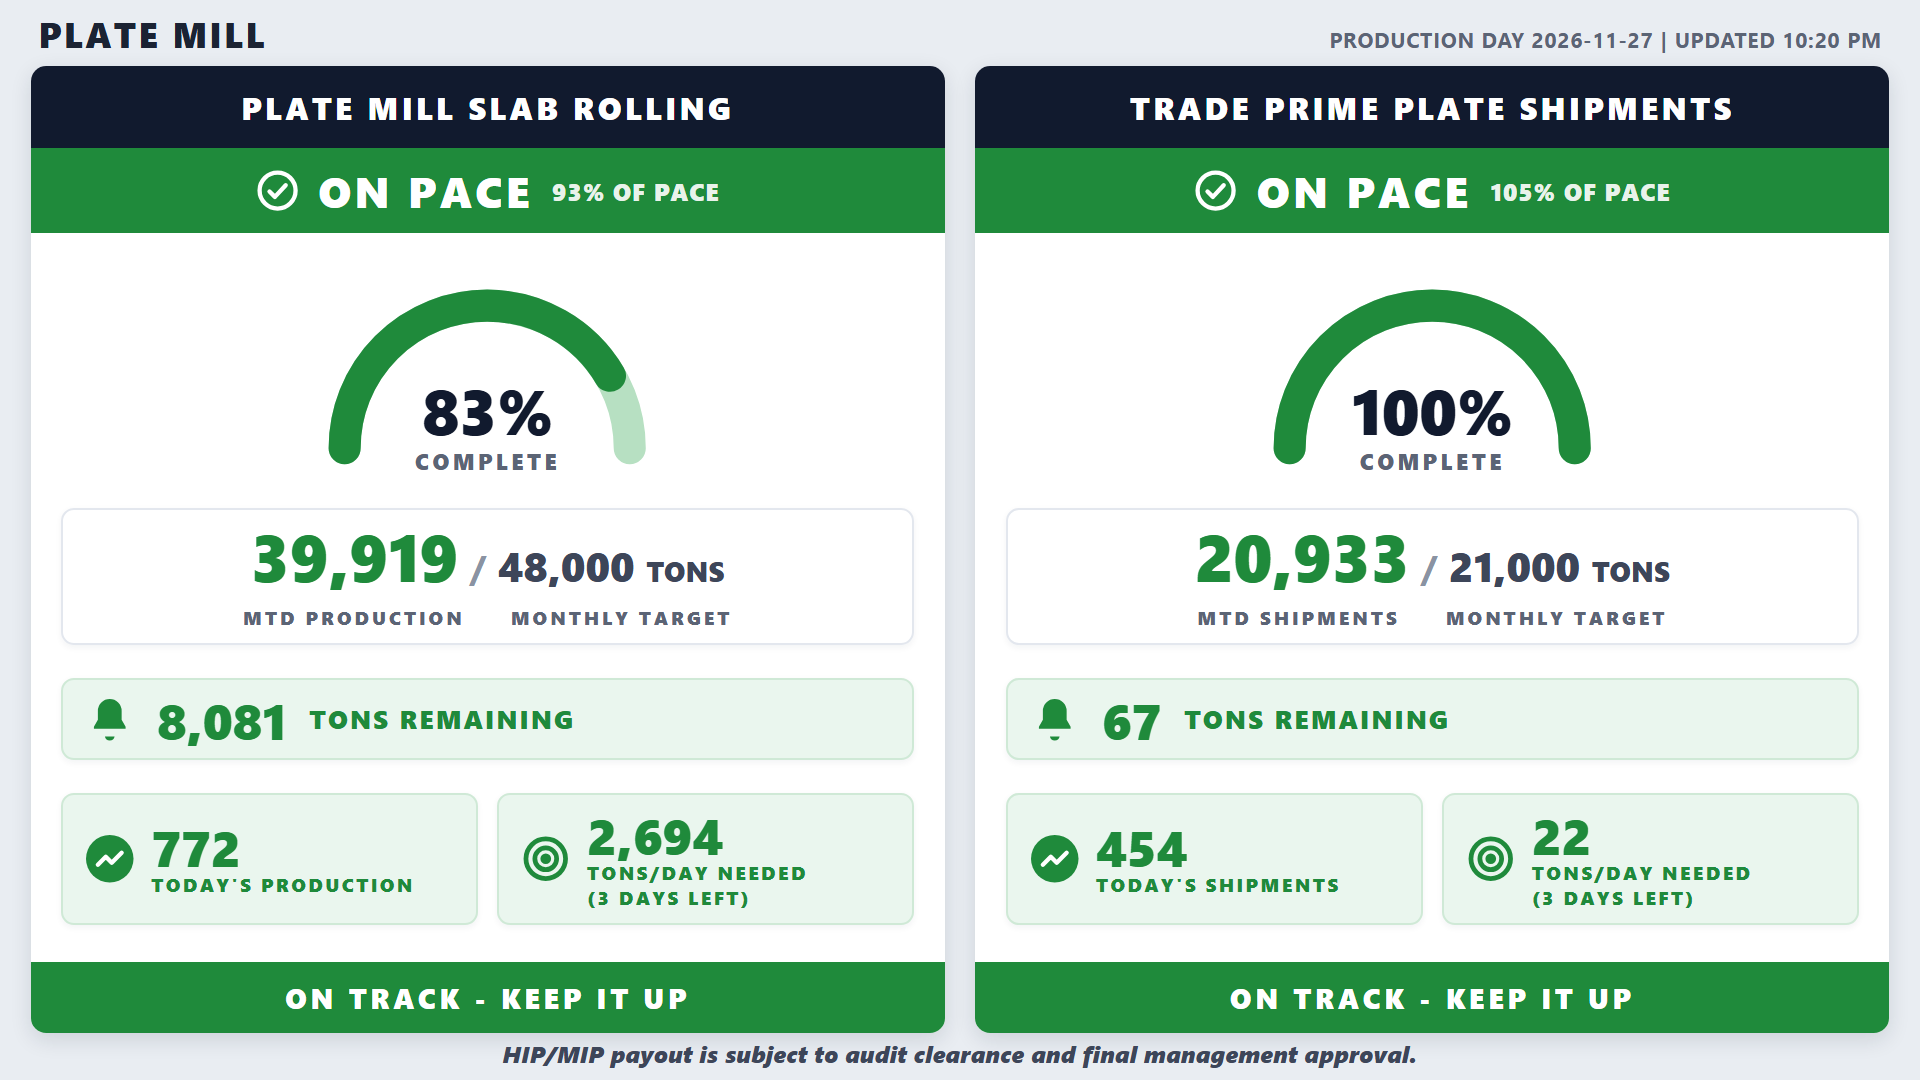 PLATE MILL
PRODUCTION DAY 2026-11-27 | UPDATED 10:20 PM
PLATE MILL SLAB ROLLING
ON PACE 93% OF PACE
83%
COMPLETE
39,919 / 48,000 TONS
MTD PRODUCTION MONTHLY TARGET
8,081 TONS REMAINING
772
TODAY'S PRODUCTION
2,694
TONS/DAY NEEDED
(3 DAYS LEFT)
ON TRACK - KEEP IT UP
TRADE PRIME PLATE SHIPMENTS
ON PACE 105% OF PACE
100%
COMPLETE
20,933 / 21,000 TONS
MTD SHIPMENTS MONTHLY TARGET
67 TONS REMAINING
454
TODAY'S SHIPMENTS
22
TONS/DAY NEEDED
(3 DAYS LEFT)
ON TRACK - KEEP IT UP
HIP/MIP payout is subject to audit clearance and final management approval.